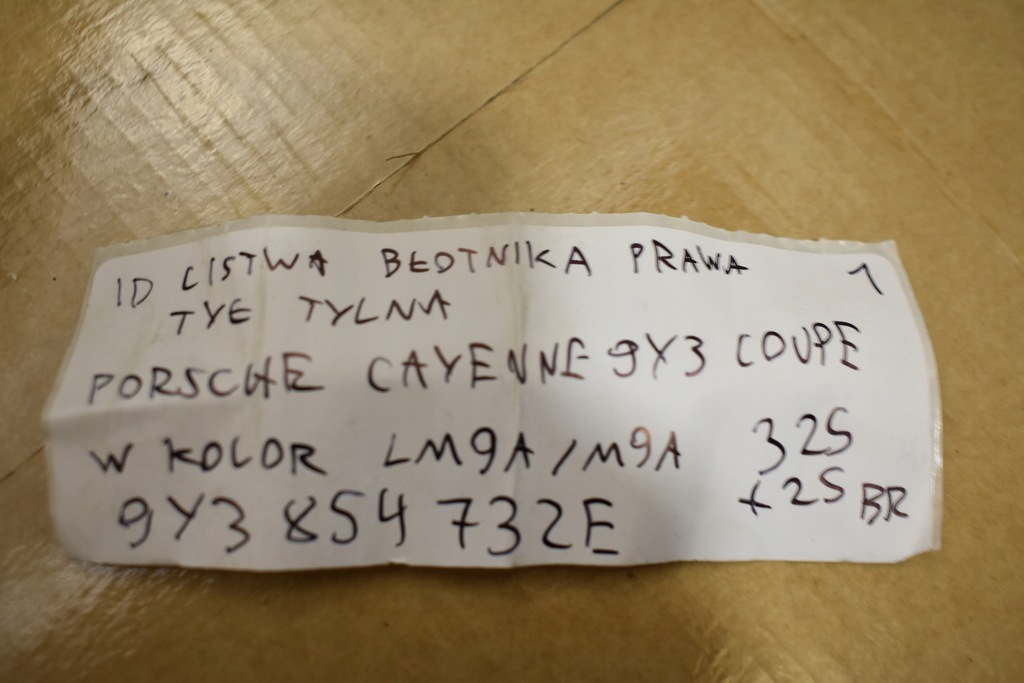 ID LISTWA BŁOTNIKA PRAWA 1
TYŁ TYLNA
PORSCHE CAYENNE 9Y3 COUPE
W KOLOR LM9A/M9A 325
9Y3 854 732E +25 BR